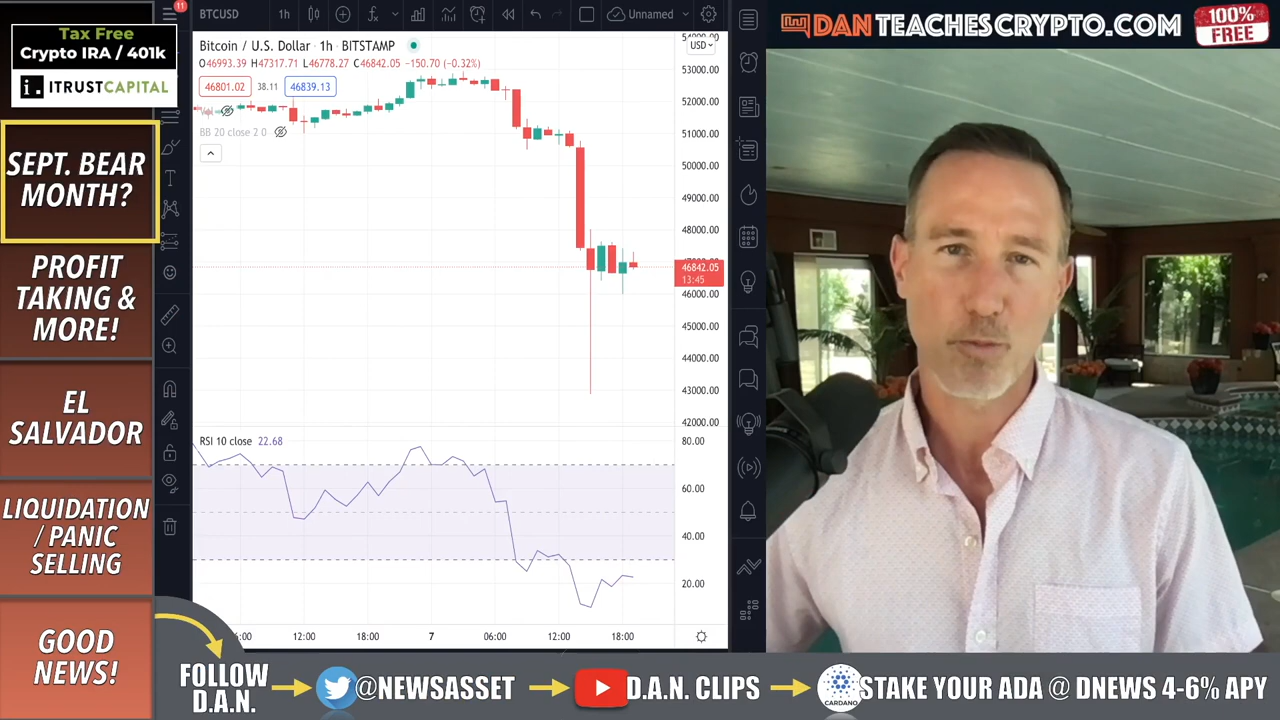 Tax Free
Crypto IRA / 401k
ITRUSTCAPITAL
SEPT. BEAR
MONTH?
PROFIT
TAKING &
MORE!
EL
SALVADOR
LIQUIDATION
/ PANIC
SELLING
GOOD
NEWS!
11
BTCUSD
1h
Unnamed
Bitcoin / U.S. Dollar · 1h · BITSTAMP
O46993.39 H47317.71 L46778.27 C46842.05 −150.70 (−0.32%)
46801.02 38.11 46839.13
BB 20 close 2 0
USD
54000.00
53000.00
52000.00
51000.00
50000.00
49000.00
48000.00
46842.05
13:45
46000.00
45000.00
44000.00
43000.00
42000.00
RSI 10 close 22.68
80.00
60.00
40.00
20.00
12:00 18:00 7 06:00 12:00 18:00
DANTEACHESCRYPTO.COM
100%
FREE
FOLLOW
D.A.N.
@NEWSASSET
D.A.N. CLIPS
CARDANO
STAKE YOUR ADA @ DNEWS 4-6% APY